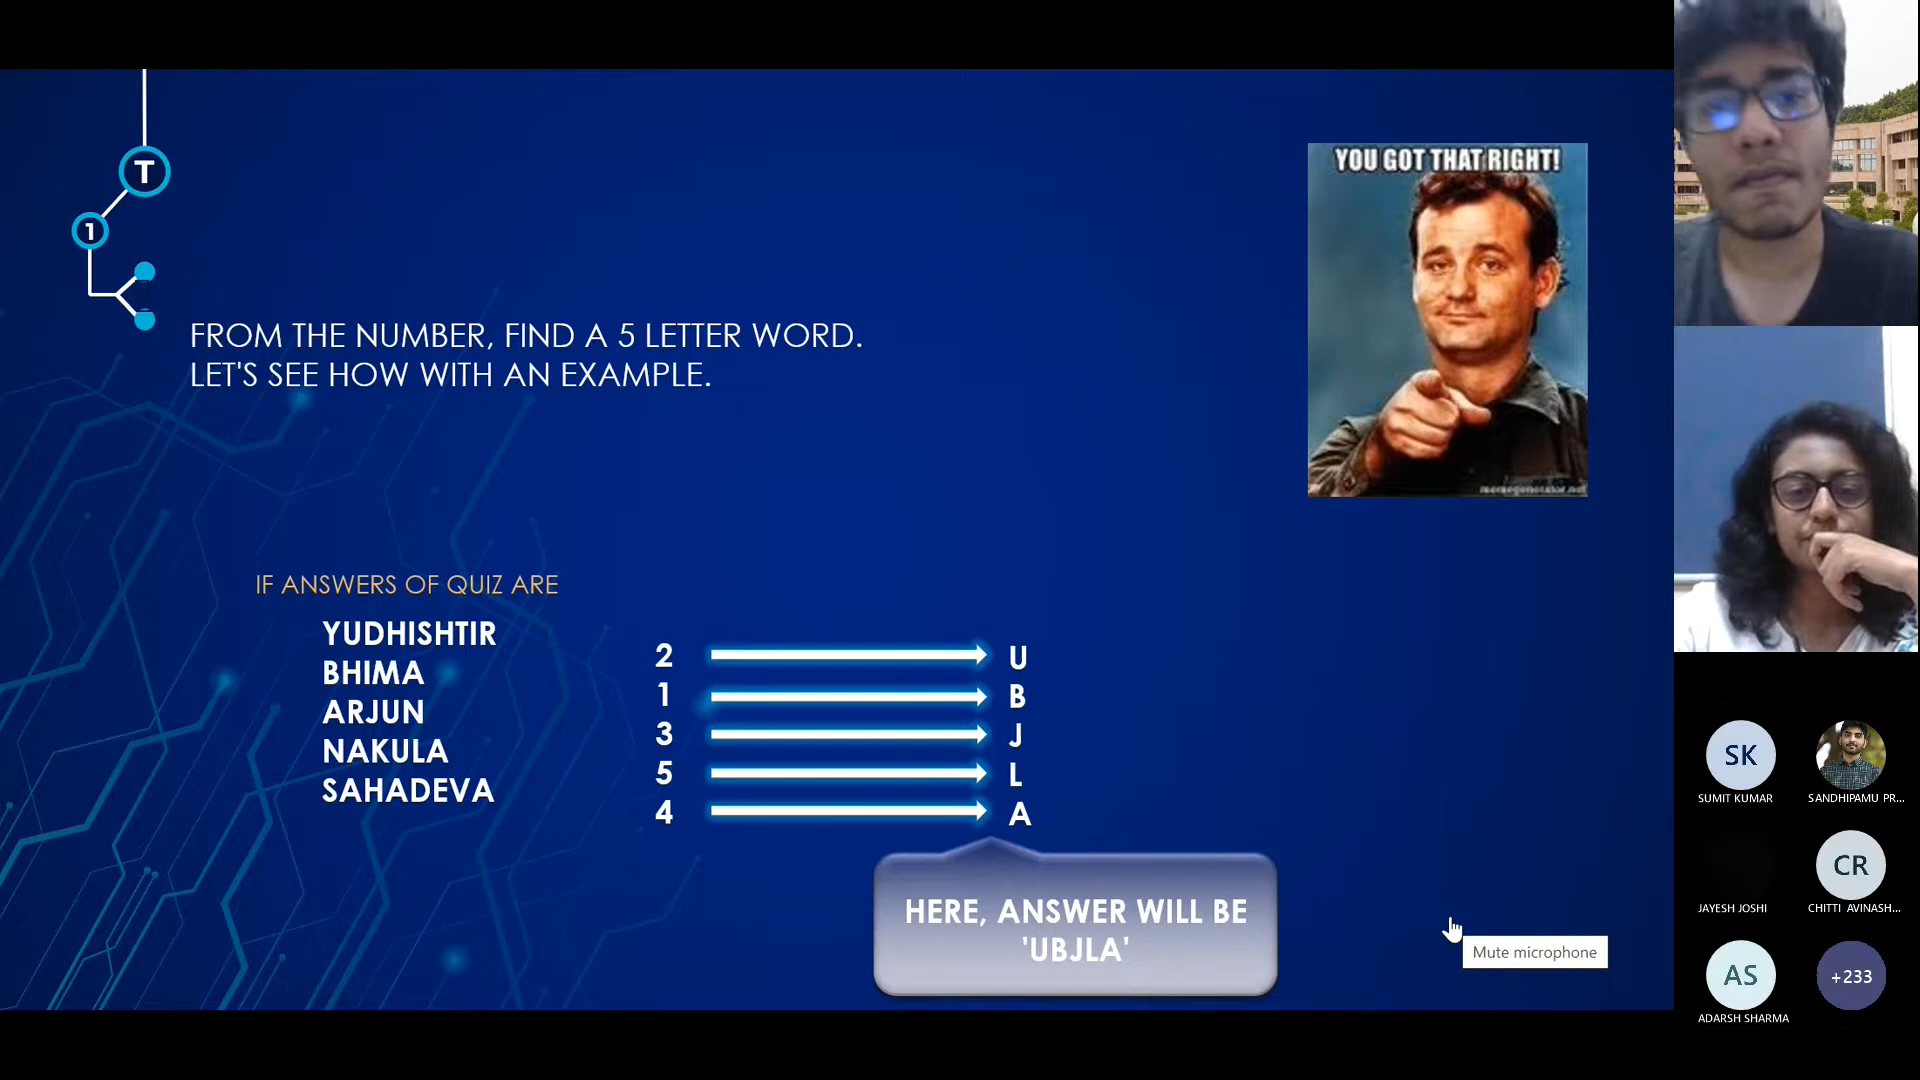 T
1
FROM THE NUMBER, FIND A 5 LETTER WORD.
LET'S SEE HOW WITH AN EXAMPLE.
YOU GOT THAT RIGHT!
memegenerator.net
IF ANSWERS OF QUIZ ARE
YUDHISHTIR
BHIMA
ARJUN
NAKULA
SAHADEVA
2 U
1 B
3 J
5 L
4 A
HERE, ANSWER WILL BE
'UBJLA'
Mute microphone
SK
SUMIT KUMAR
SANDHIPAMU PR...
JAYESH JOSHI
CR
CHITTI AVINASH...
AS
ADARSH SHARMA
+233